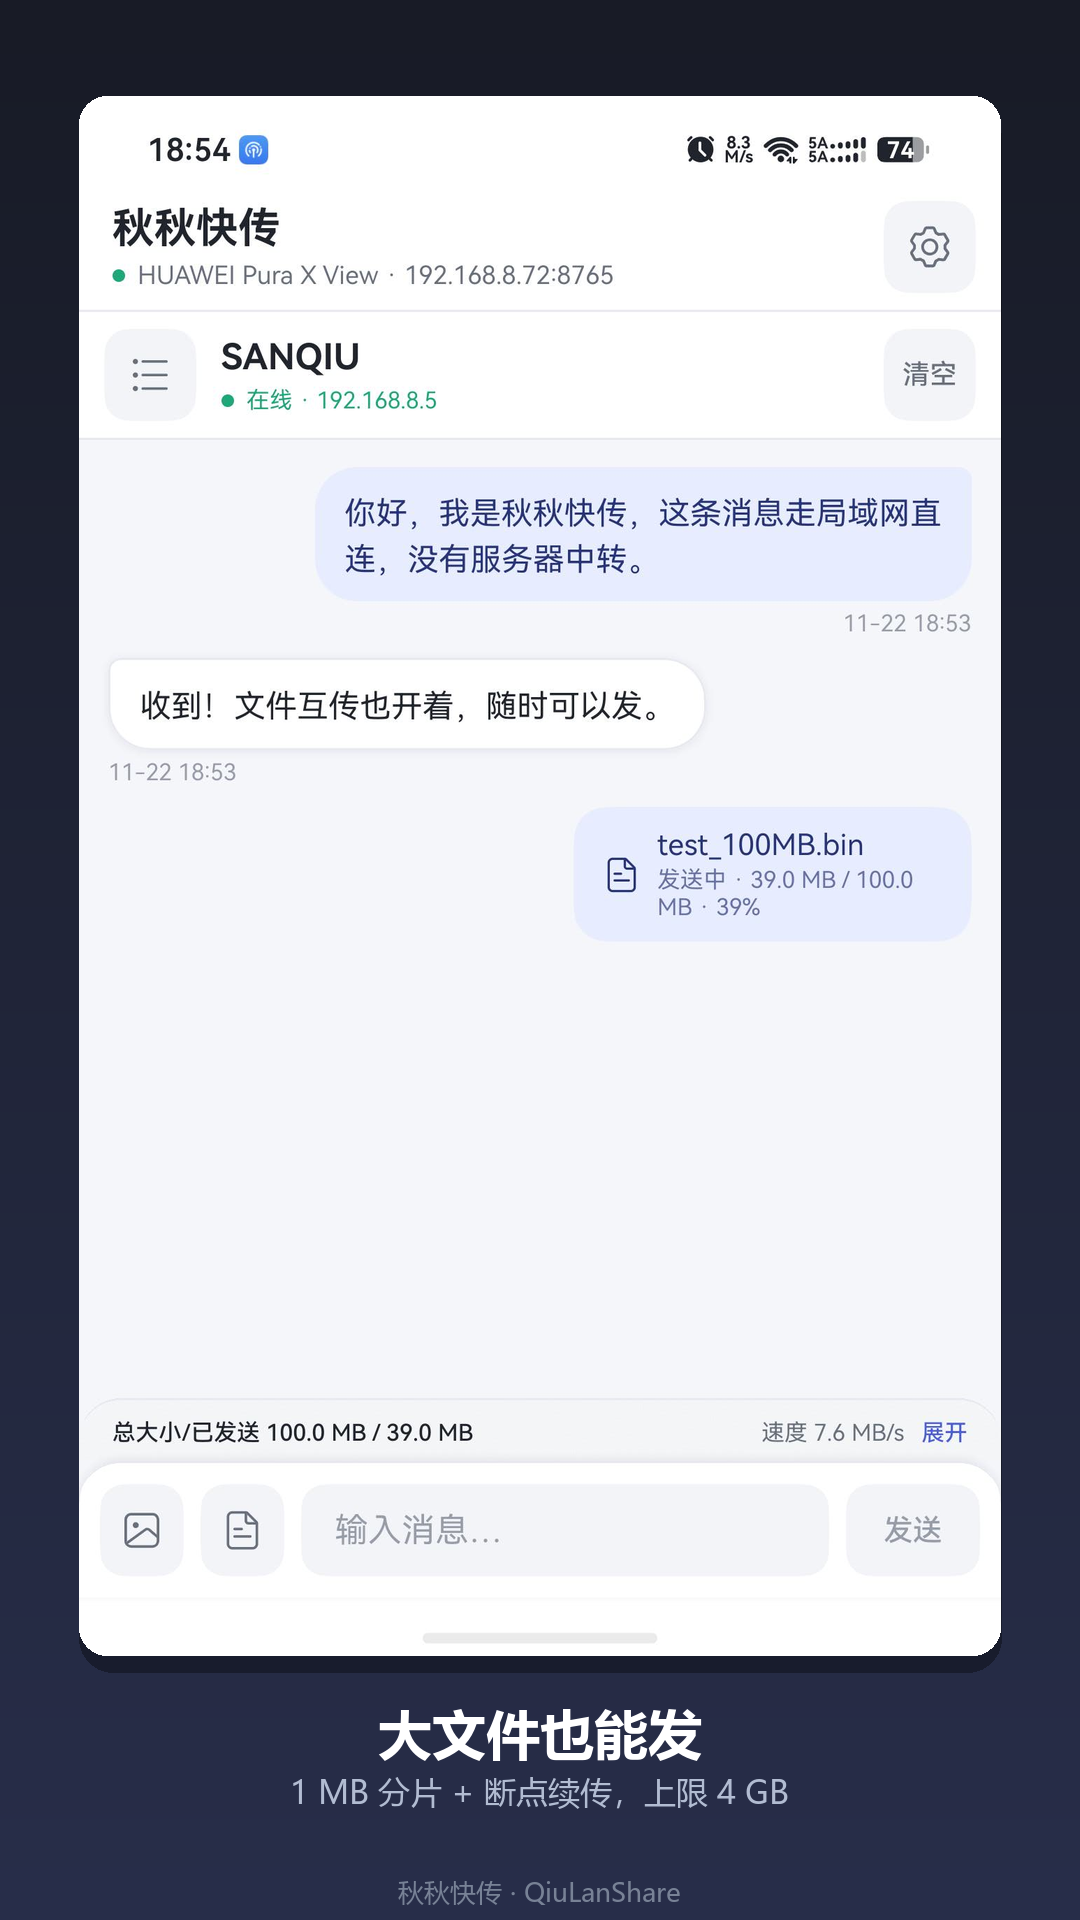 18:54
8.3
M/s
5A
5A
74
秋秋快传
HUAWEI Pura X View · 192.168.8.72:8765
SANQIU
在线 · 192.168.8.5
清空
你好，我是秋秋快传，这条消息走局域网直
连，没有服务器中转。
11-22 18:53
收到！文件互传也开着，随时可以发。
11-22 18:53
test_100MB.bin
发送中 · 39.0 MB / 100.0
MB · 39%
总大小/已发送 100.0 MB / 39.0 MB
速度 7.6 MB/s 展开
输入消息...
发送
大文件也能发
1 MB 分片 + 断点续传，上限 4 GB
秋秋快传 · QiuLanShare